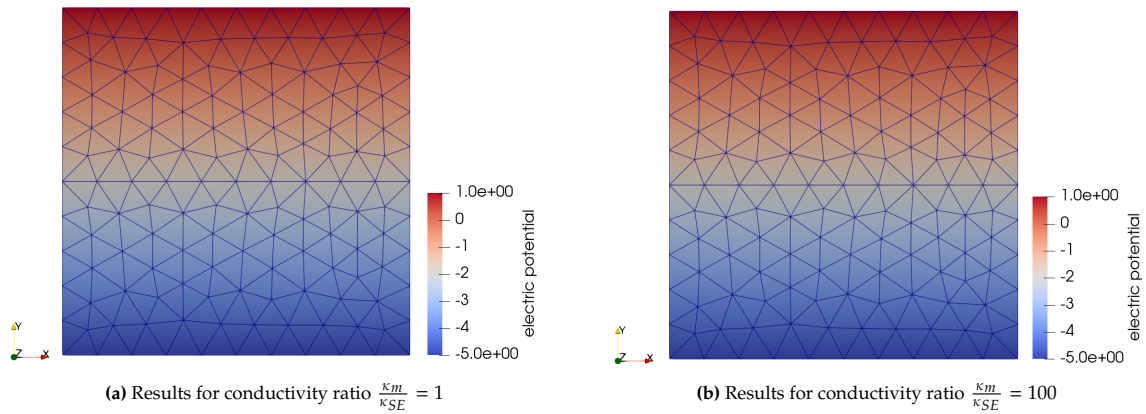 1.0e+00
0
-1
-2
-3
-4
-5.0e+00
electric potential
Y
Z
X
1.0e+00
0
-1
-2
-3
-4
-5.0e+00
electric potential
Y
Z
X
(a) Results for conductivity ratio κm/κSE = 1
(b) Results for conductivity ratio κm/κSE = 100